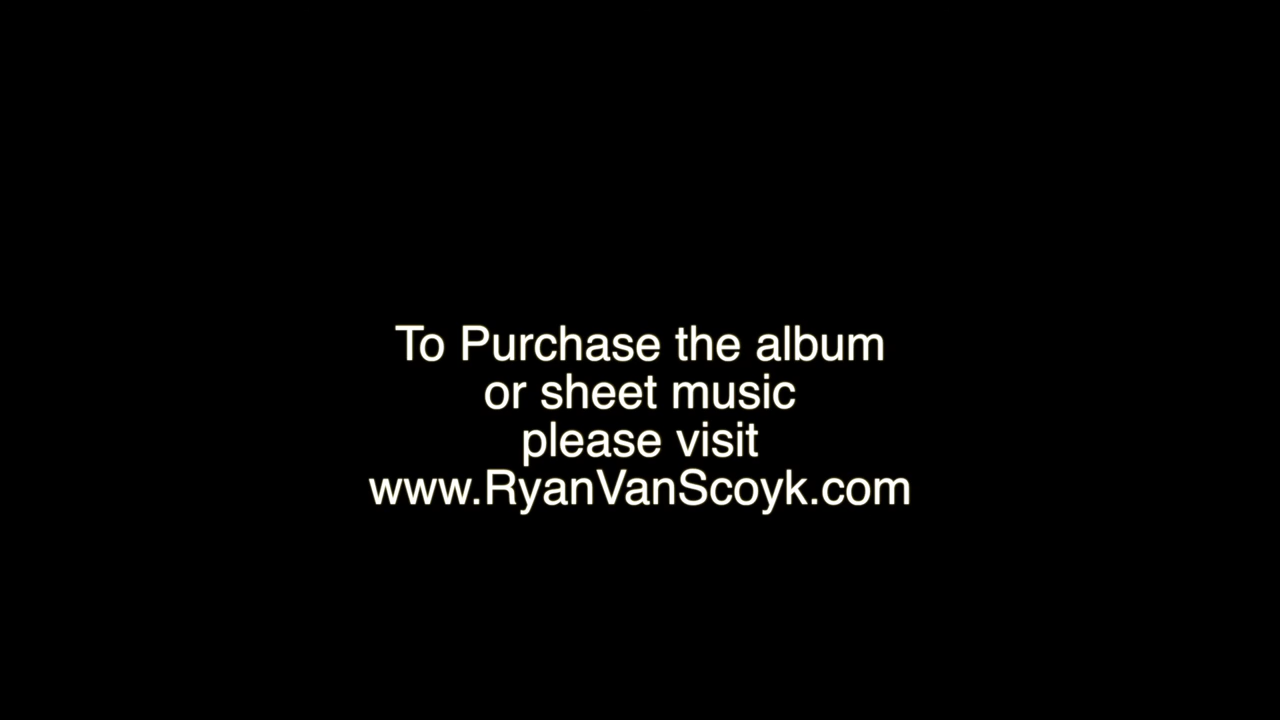 To Purchase the album
or sheet music
please visit
www.RyanVanScoyk.com